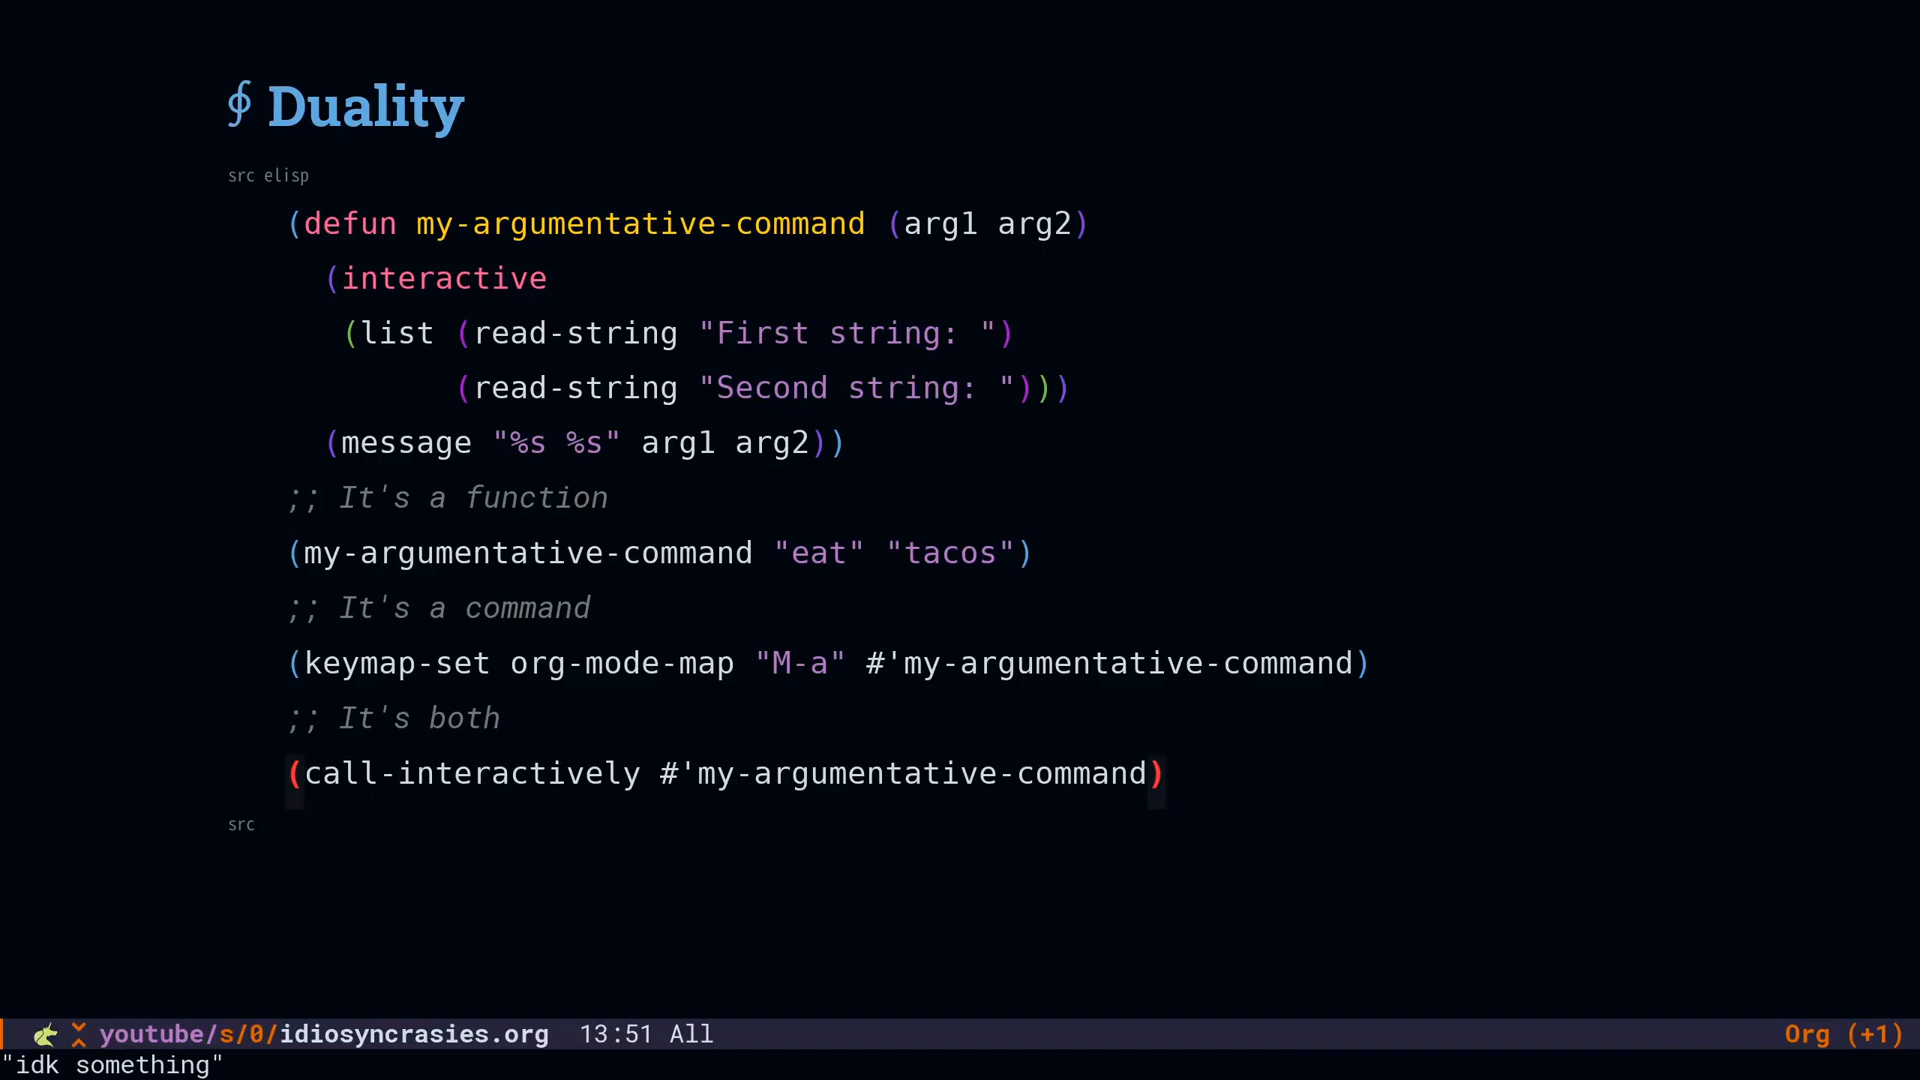 ∮ Duality
src elisp
(defun my-argumentative-command (arg1 arg2)
(interactive
(list (read-string "First string: ")
(read-string "Second string: ")))
(message "%s %s" arg1 arg2))
;; It's a function
(my-argumentative-command "eat" "tacos")
;; It's a command
(keymap-set org-mode-map "M-a" #'my-argumentative-command)
;; It's both
(call-interactively #'my-argumentative-command)
src
youtube/s/0/idiosyncrasies.org 13:51 All Org (+1)
"idk something"